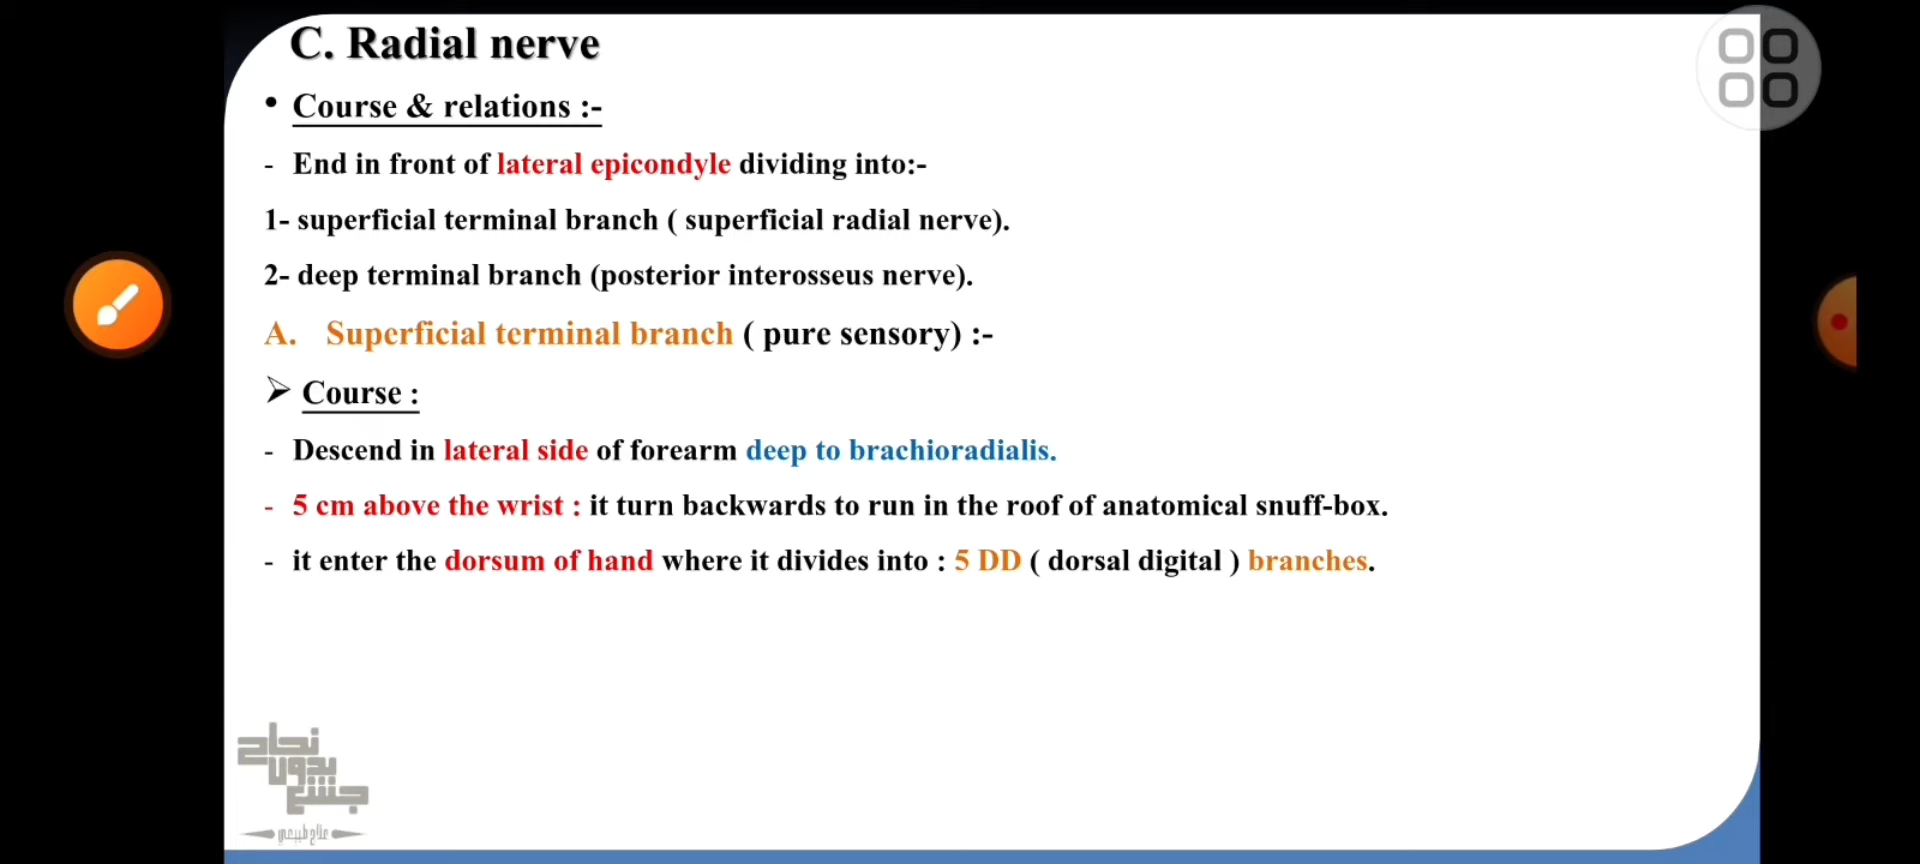 C. Radial nerve
• Course & relations :-
- End in front of lateral epicondyle dividing into:-
1- superficial terminal branch ( superficial radial nerve).
2- deep terminal branch (posterior interosseus nerve).
A. Superficial terminal branch ( pure sensory) :-
➢ Course :
- Descend in lateral side of forearm deep to brachioradialis.
- 5 cm above the wrist : it turn backwards to run in the roof of anatomical snuff-box.
- it enter the dorsum of hand where it divides into : 5 DD ( dorsal digital ) branches.
نجاح
بدون
جشع
علاج طبيعي